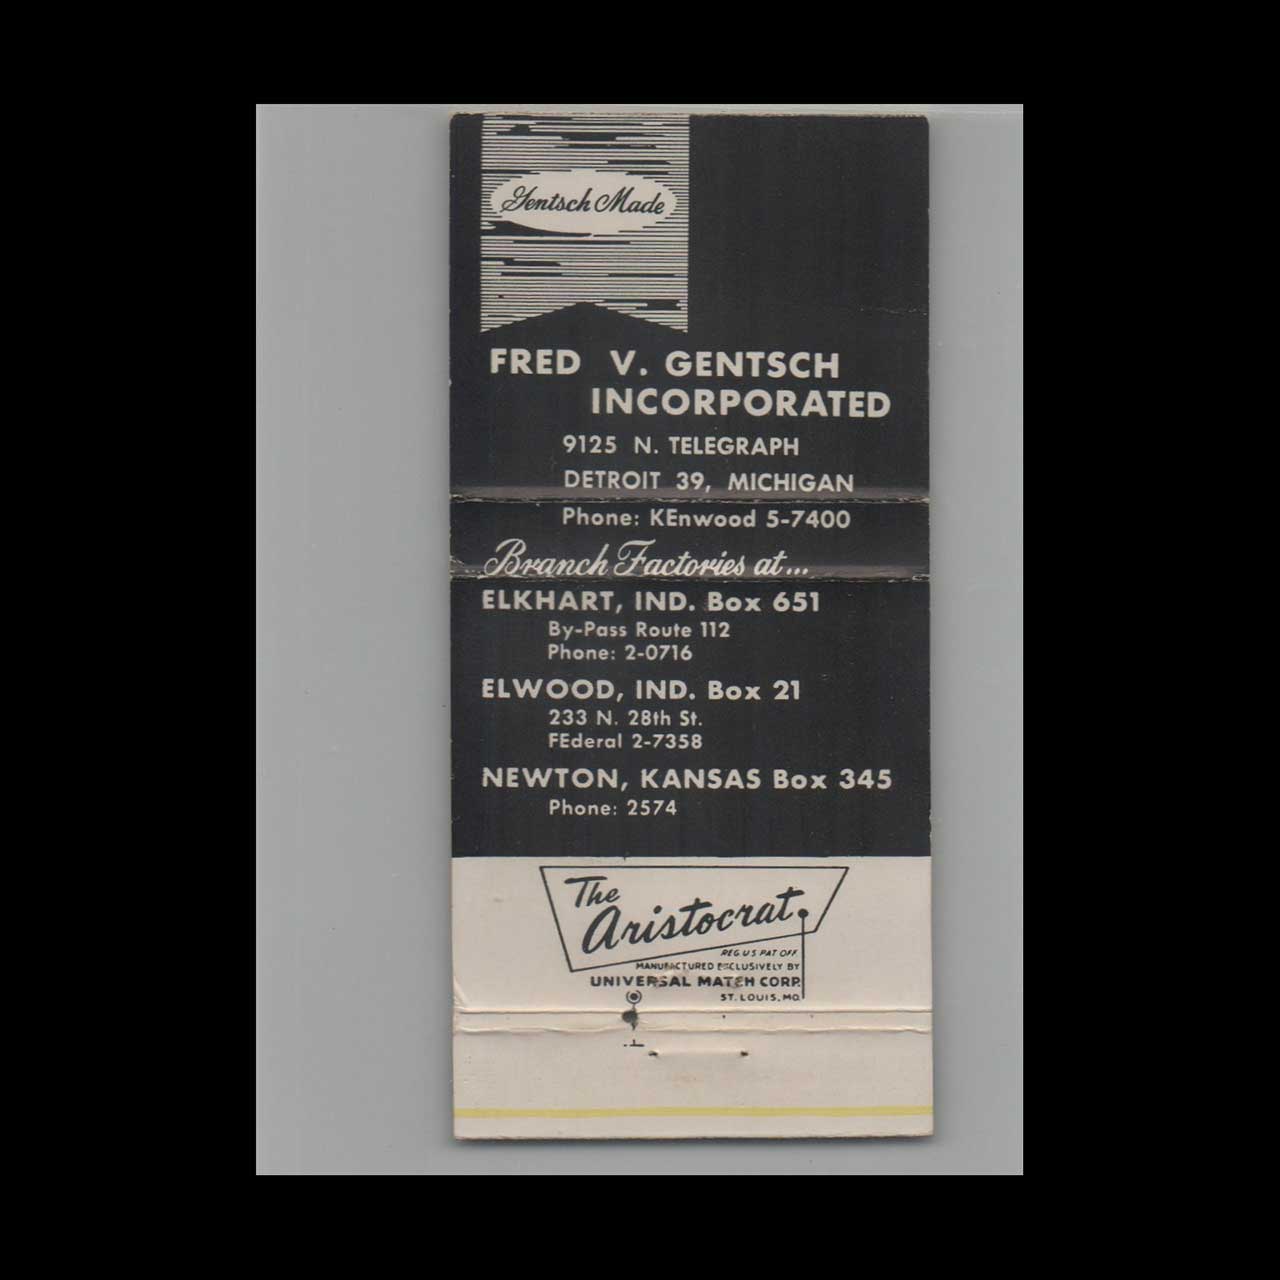 Gentsch Made
FRED V. GENTSCH
INCORPORATED
9125 N. TELEGRAPH
DETROIT 39, MICHIGAN
Phone: KEnwood 5-7400
Branch Factories at...
ELKHART, IND. Box 651
By-Pass Route 112
Phone: 2-0716
ELWOOD, IND. Box 21
233 N. 28th St.
FEderal 2-7358
NEWTON, KANSAS Box 345
Phone: 2574
The
Aristocrat
REG US PAT OFF
MANUFACTURED EXCLUSIVELY BY
UNIVERSAL MATCH CORP.
ST. LOUIS, MO.